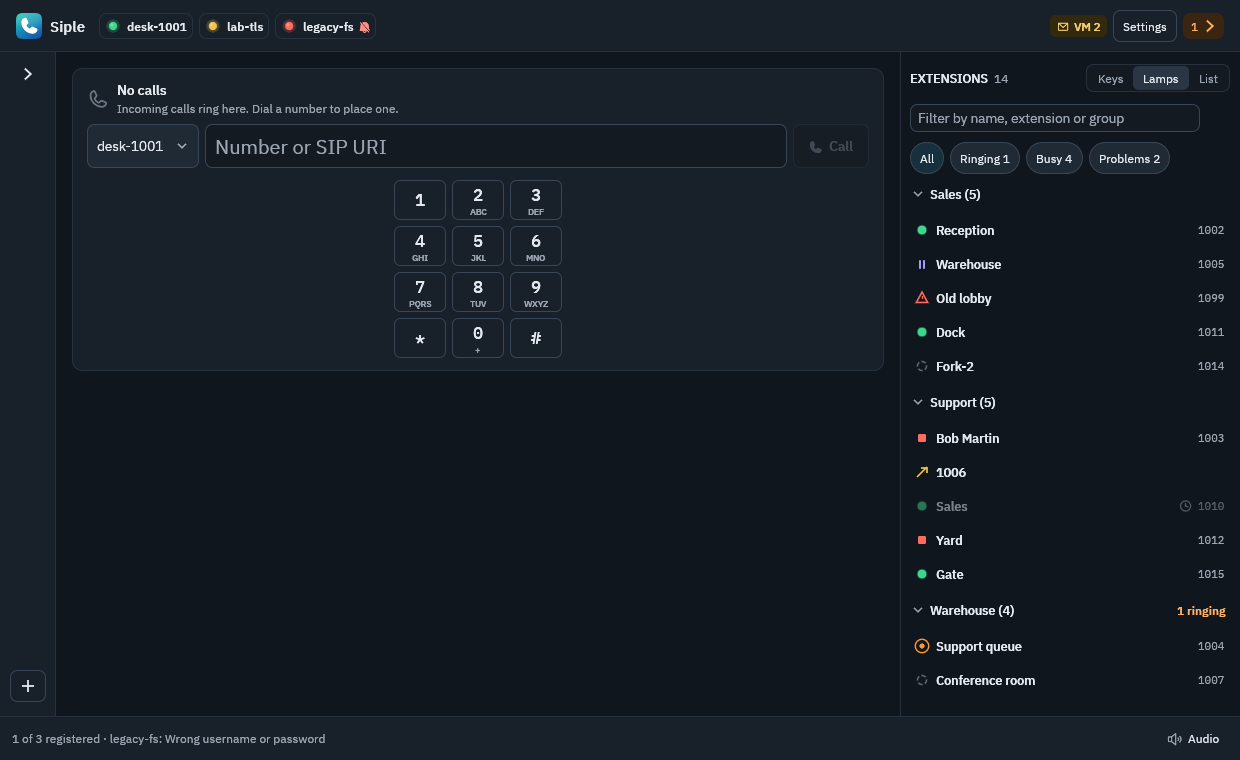 Siple
desk-1001
lab-tls
legacy-fs
VM 2
Settings
1
No calls
Incoming calls ring here. Dial a number to place one.
desk-1001
Number or SIP URI
Call
1
2
ABC
3
DEF
4
GHI
5
JKL
6
MNO
7
PQRS
8
TUV
9
WXYZ
*
0
+
#
EXTENSIONS 14
Keys
Lamps
List
Filter by name, extension or group
All
Ringing 1
Busy 4
Problems 2
Sales (5)
Reception 1002
Warehouse 1005
Old lobby 1099
Dock 1011
Fork-2 1014
Support (5)
Bob Martin 1003
1006
Sales 1010
Yard 1012
Gate 1015
Warehouse (4) 1 ringing
Support queue 1004
Conference room 1007
1 of 3 registered · legacy-fs: Wrong username or password
Audio